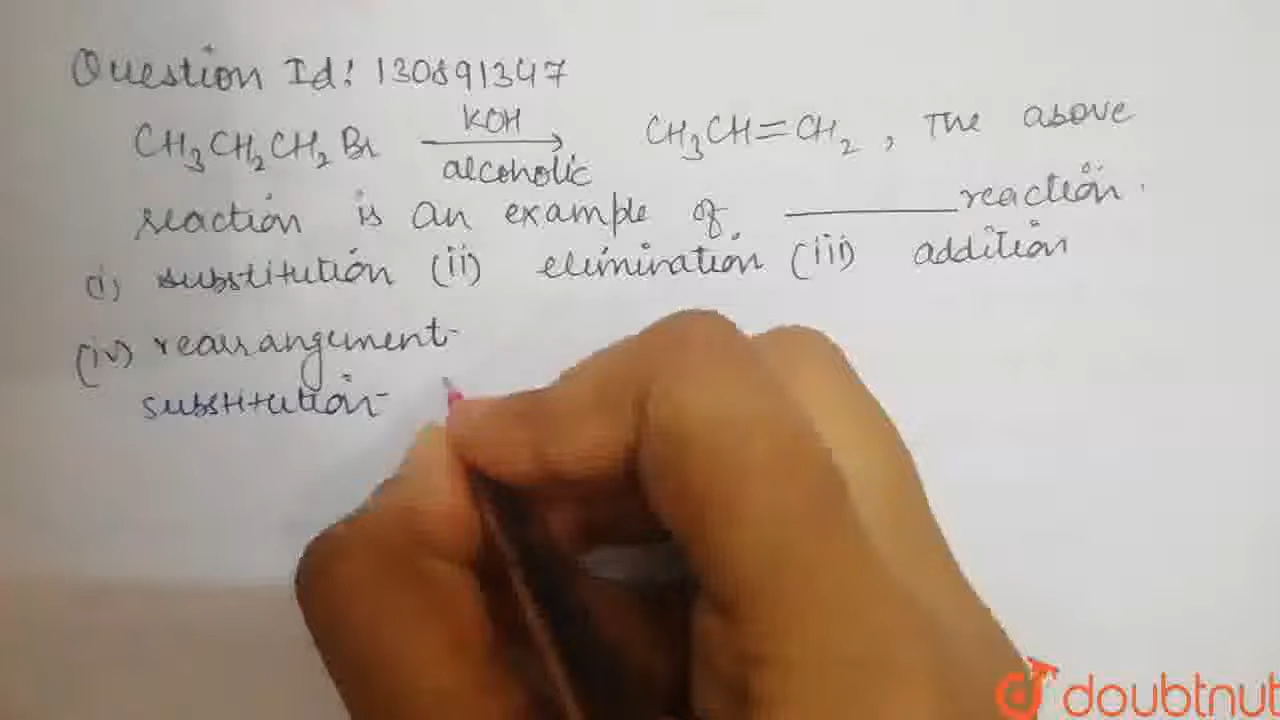 Question Id: 130891347
CH3CH2CH2Br KOH alcoholic CH3CH=CH2, The above
reaction is an example of ________ reaction.
(i) substitution (ii) elimination (iii) addition
(iv) rearrangement
substitution
doubtnut